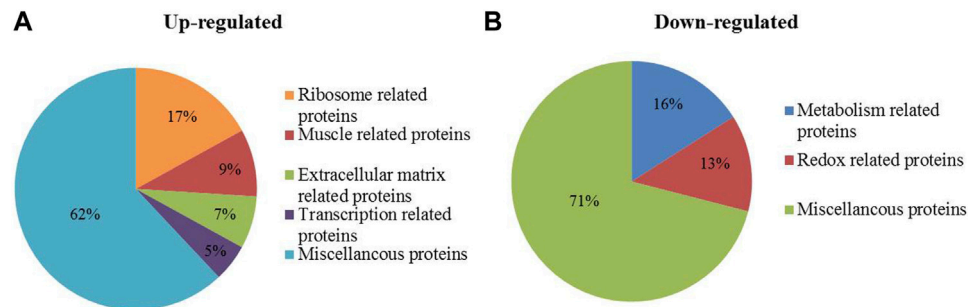 A
Up-regulated
17%
9%
7%
5%
62%
Ribosome related
proteins
Muscle related proteins
Extracellular matrix
related proteins
Transcription related
proteins
Miscellancous proteins
B
Down-regulated
16%
13%
71%
Metabolism related
proteins
Redox related proteins
Miscellancous proteins